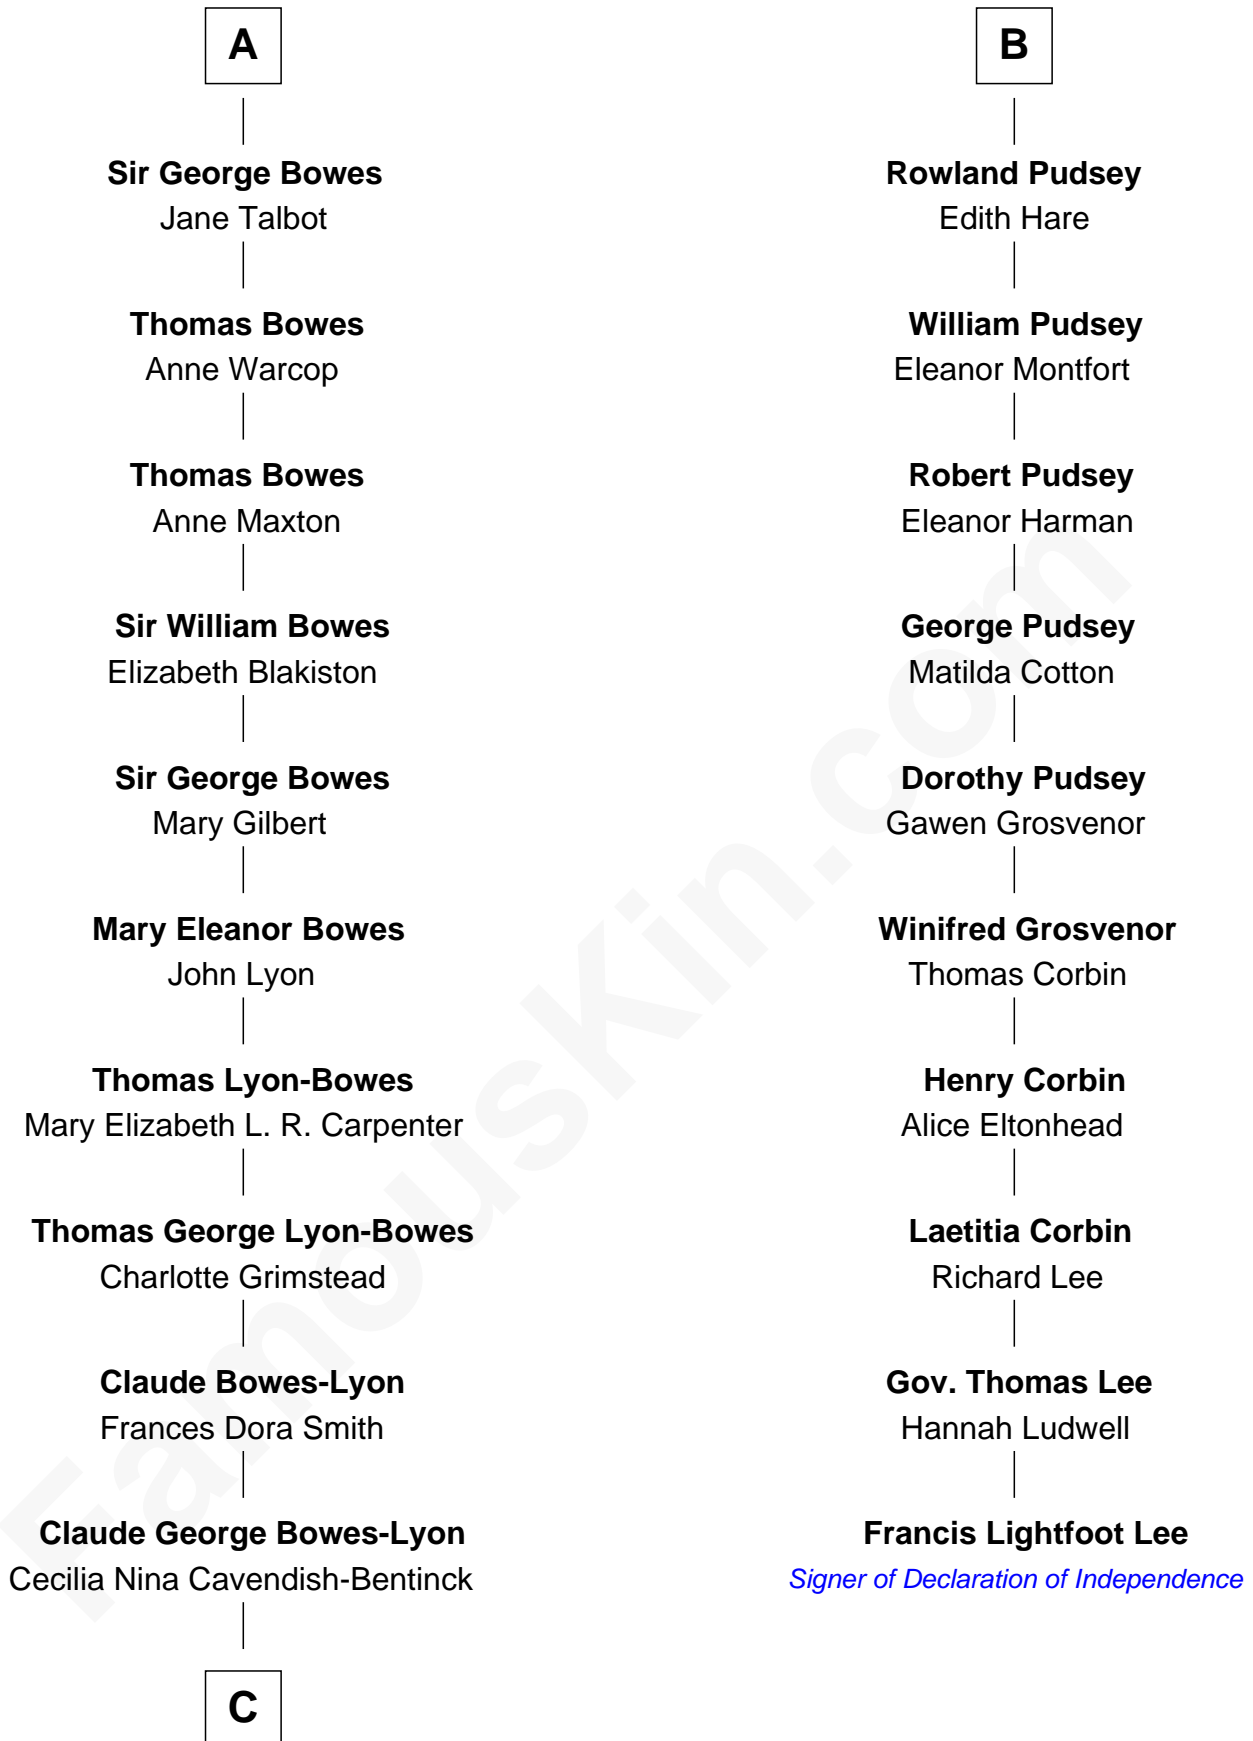 A
Sir George Bowes
Jane Talbot
Thomas Bowes
Anne Warcop
Thomas Bowes
Anne Maxton
Sir William Bowes
Elizabeth Blakiston
Sir George Bowes
Mary Gilbert
Mary Eleanor Bowes
John Lyon
Thomas Lyon-Bowes
Mary Elizabeth L. R. Carpenter
Thomas George Lyon-Bowes
Charlotte Grimstead
Claude Bowes-Lyon
Frances Dora Smith
Claude George Bowes-Lyon
Cecilia Nina Cavendish-Bentinck
C
B
Rowland Pudsey
Edith Hare
William Pudsey
Eleanor Montfort
Robert Pudsey
Eleanor Harman
George Pudsey
Matilda Cotton
Dorothy Pudsey
Gawen Grosvenor
Winifred Grosvenor
Thomas Corbin
Henry Corbin
Alice Eltonhead
Laetitia Corbin
Richard Lee
Gov. Thomas Lee
Hannah Ludwell
Francis Lightfoot Lee
Signer of Declaration of Independence
FamousKin.com